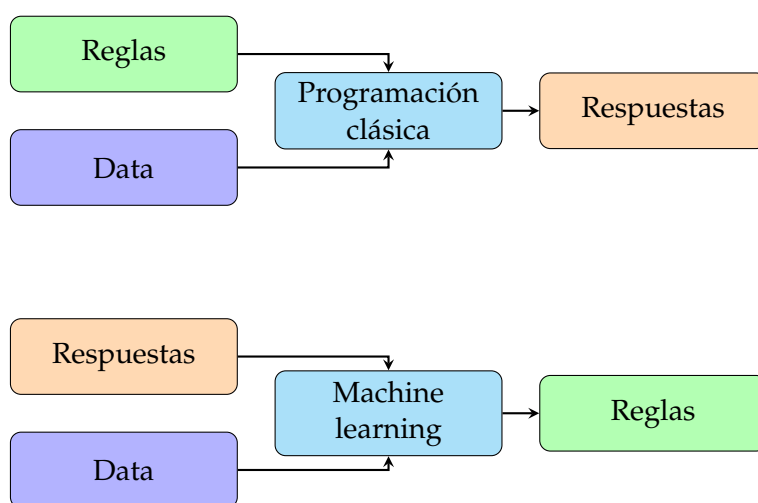 Reglas
Programación
clásica
Respuestas
Data
Respuestas
Machine
learning
Reglas
Data